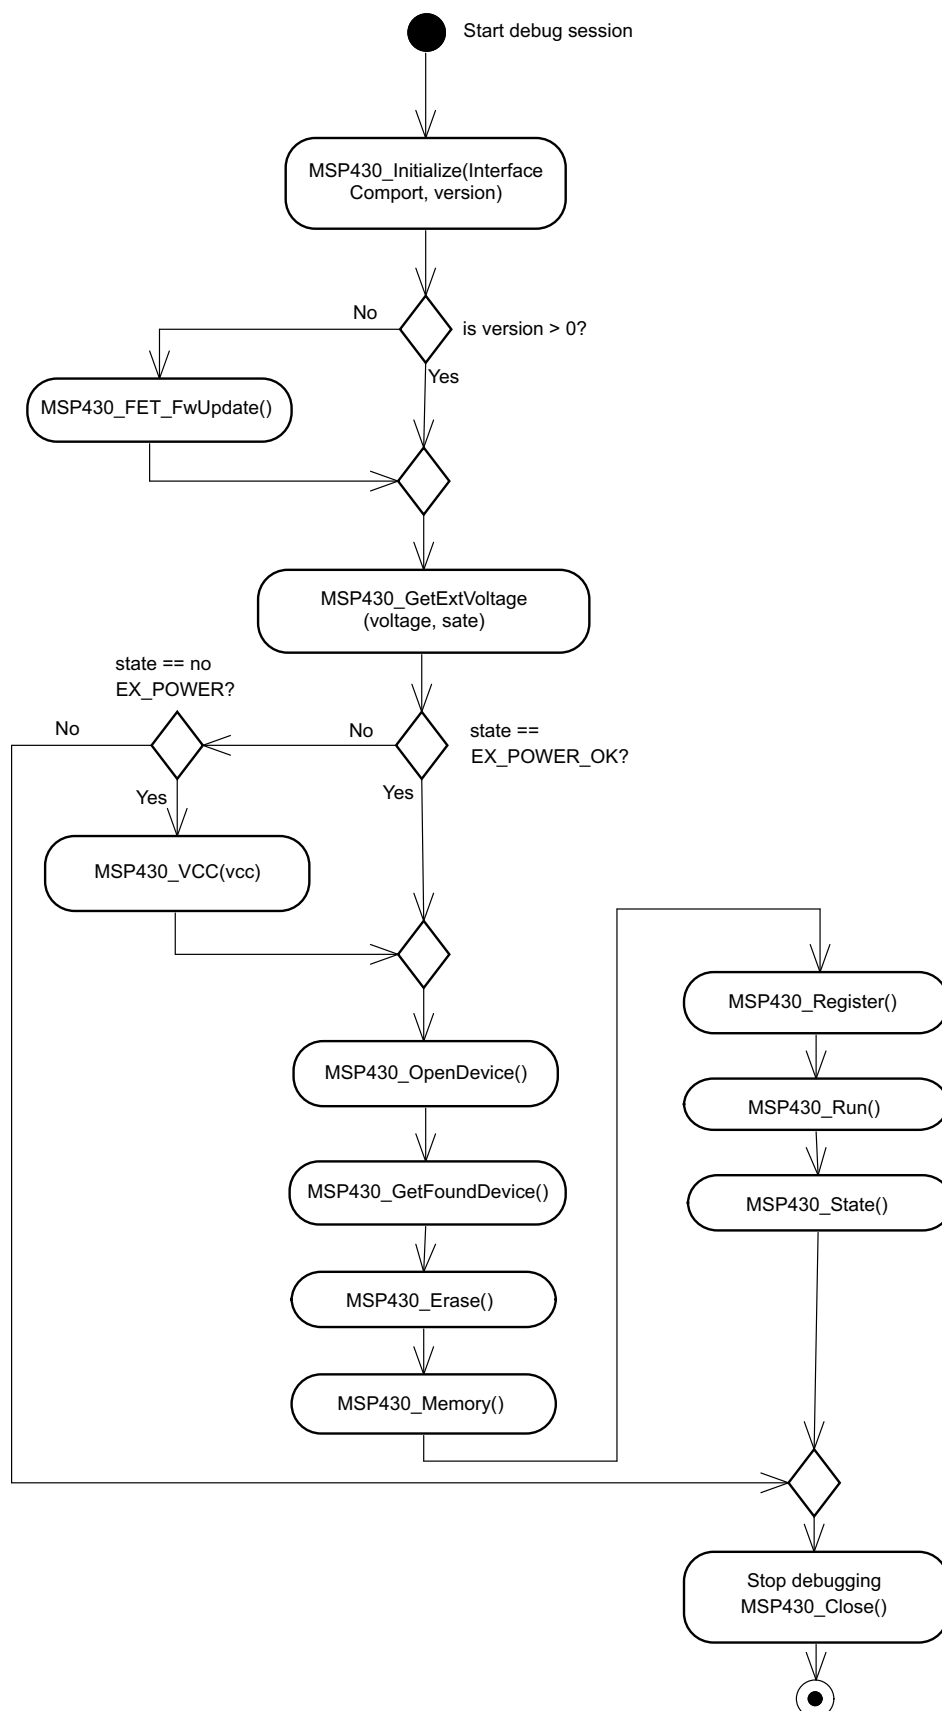 Start debug session
MSP430_Initialize(Interface
Comport, version)
No
is version > 0?
Yes
MSP430_FET_FwUpdate()
MSP430_GetExtVoltage
(voltage, sate)
state == no
EX_POWER?
No
No
state ==
EX_POWER_OK?
Yes
Yes
MSP430_VCC(vcc)
MSP430_OpenDevice()
MSP430_GetFoundDevice()
MSP430_Erase()
MSP430_Memory()
MSP430_Register()
MSP430_Run()
MSP430_State()
Stop debugging
MSP430_Close()